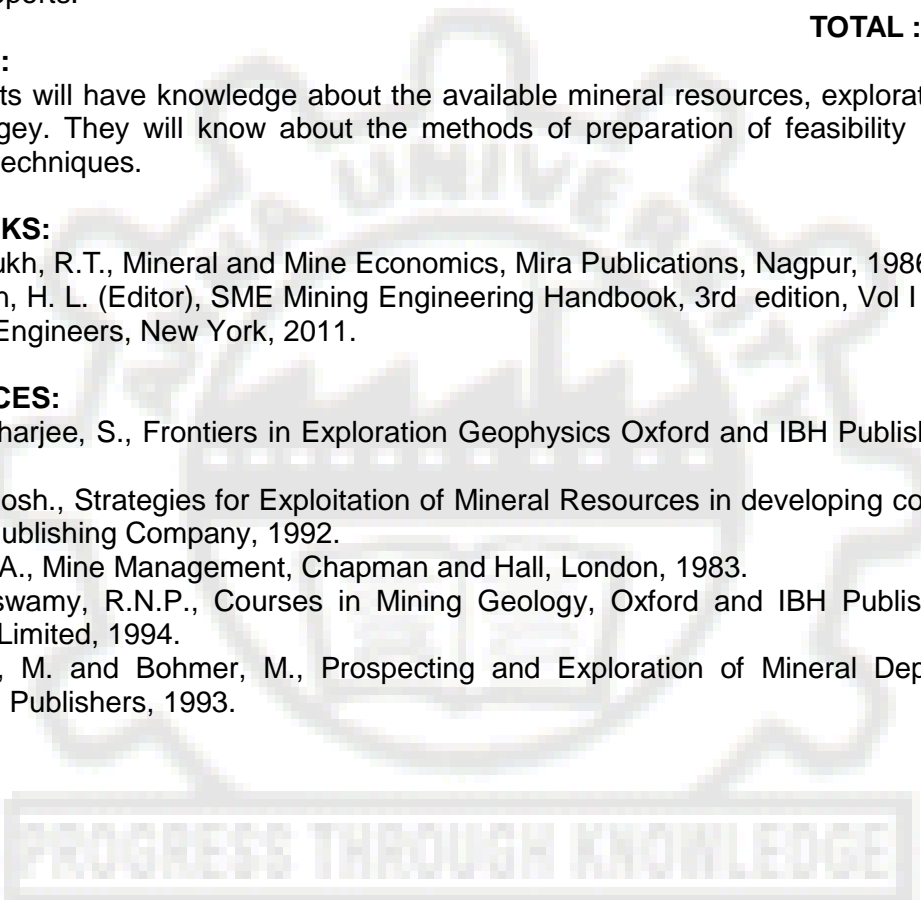 ports.
TOTAL :
:
ts will have knowledge about the available mineral resources, explorat
gey. They will know about the methods of preparation of feasibility
echniques.
KS:
ukh, R.T., Mineral and Mine Economics, Mira Publications, Nagpur, 1986
n, H. L. (Editor), SME Mining Engineering Handbook, 3rd edition, Vol I
Engineers, New York, 2011.
CES:
harjee, S., Frontiers in Exploration Geophysics Oxford and IBH Publish
osh., Strategies for Exploitation of Mineral Resources in developing co
ublishing Company, 1992.
A., Mine Management, Chapman and Hall, London, 1983.
swamy, R.N.P., Courses in Mining Geology, Oxford and IBH Publis
Limited, 1994.
, M. and Bohmer, M., Prospecting and Exploration of Mineral Dep
Publishers, 1993.
PROGRESS THROUGH KNOWLEDGE